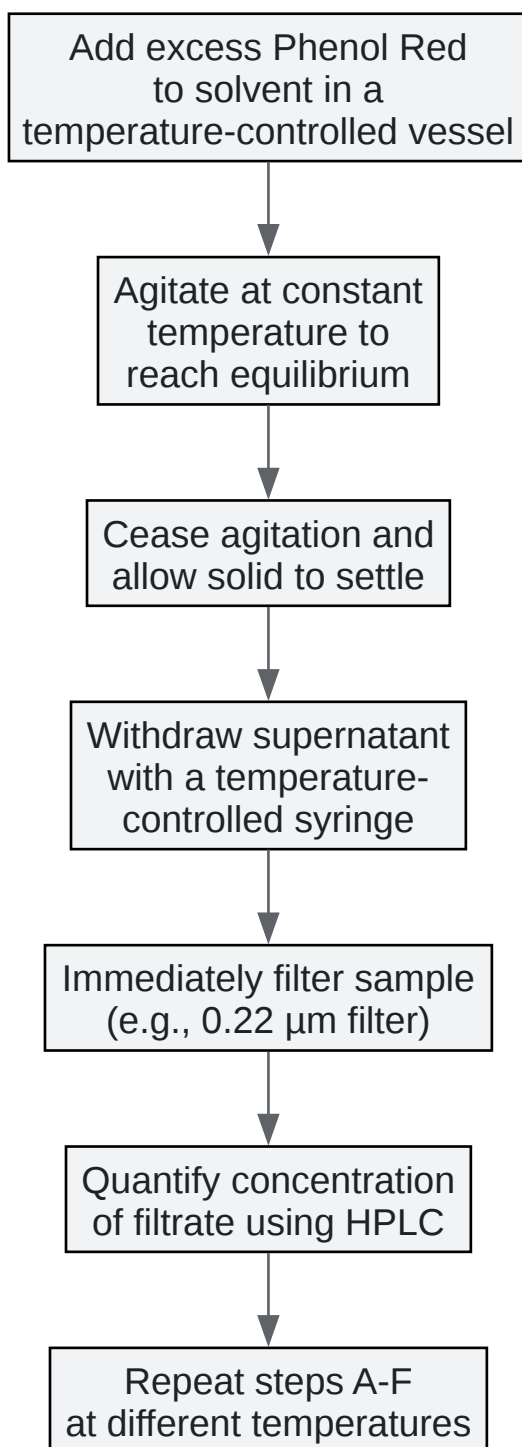 Add excess Phenol Red
to solvent in a
temperature-controlled vessel
Agitate at constant
temperature to
reach equilibrium
Cease agitation and
allow solid to settle
Withdraw supernatant
with a temperature-
controlled syringe
Immediately filter sample
(e.g., 0.22 µm filter)
Quantify concentration
of filtrate using HPLC
Repeat steps A-F
at different temperatures